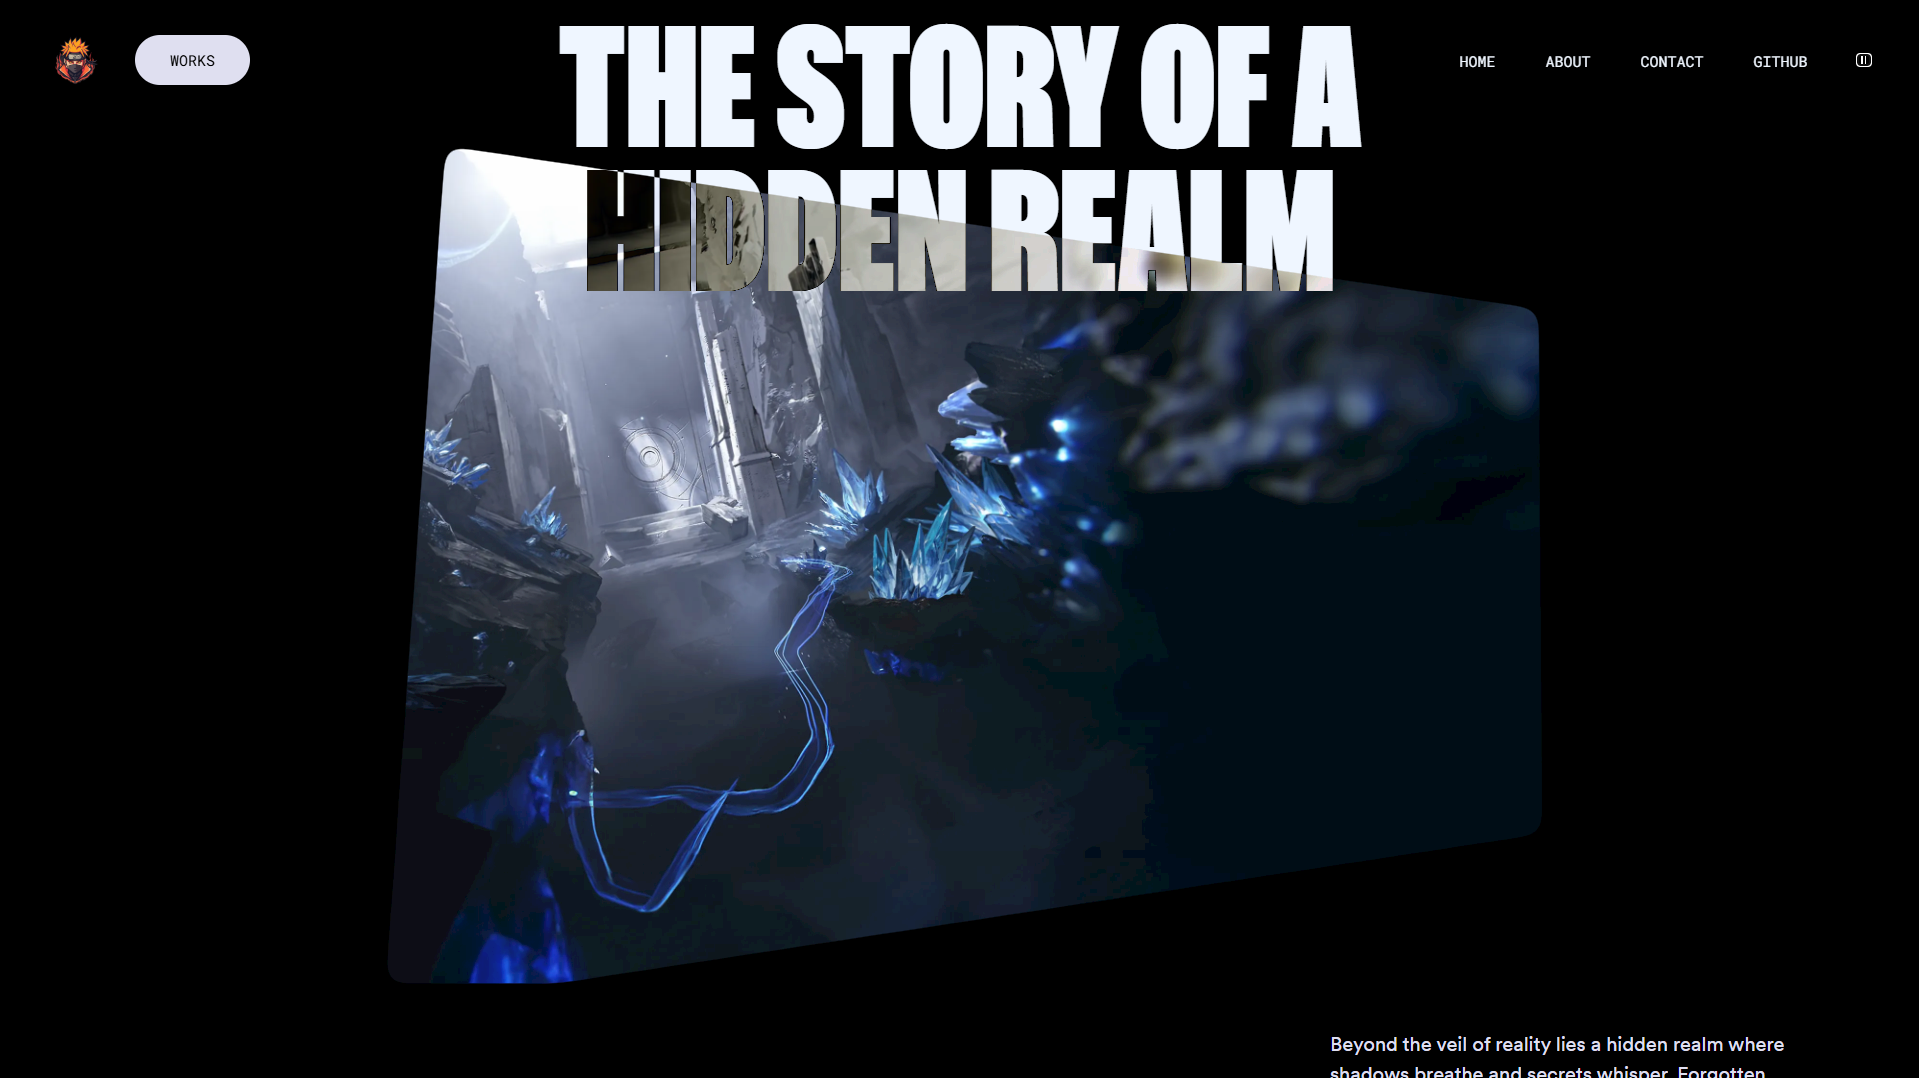 WORKS
HOME
ABOUT
CONTACT
GITHUB
THE STORY OF A
HIDDEN REALM
Beyond the veil of reality lies a hidden realm where
shadows breathe and secrets whisper. Forgotten